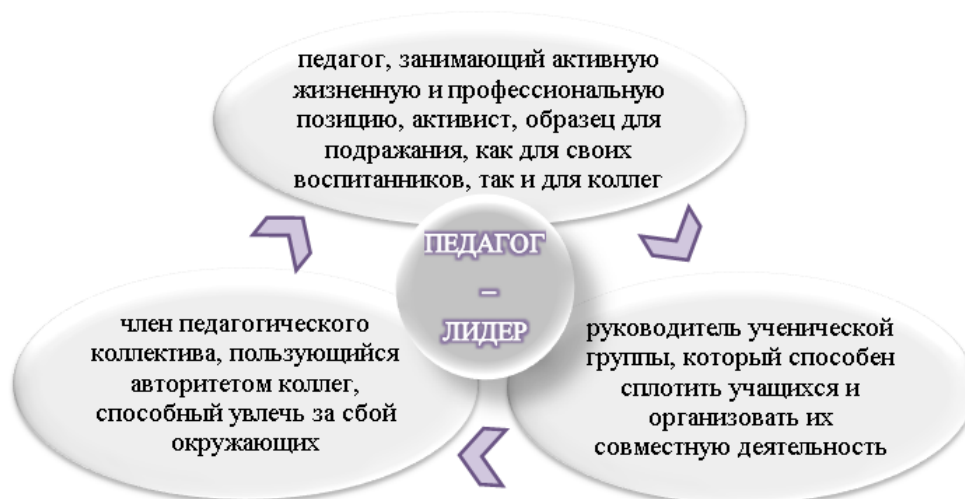 педагог, занимающий активную
жизненную и профессиональную
позицию, активист, образец для
подражания, как для своих
воспитанников, так и для коллег
ПЕДАГОГ
–
ЛИДЕР
член педагогического
коллектива, пользующийся
авторитетом коллег,
способный увлечь за сбой
окружающих
руководитель ученической
группы, который способен
сплотить учащихся и
организовать их
совместную деятельность